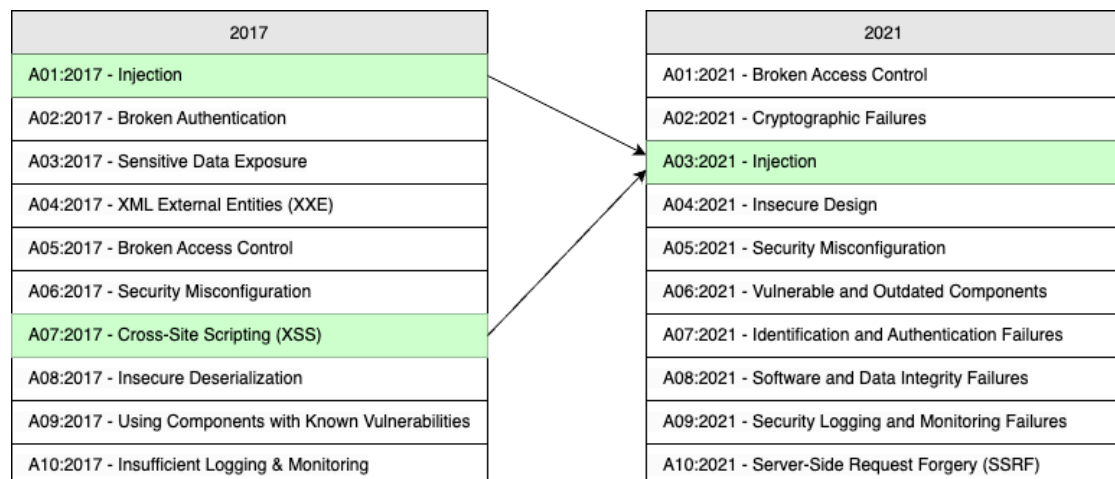 2017
A01:2017 - Injection
A02:2017 - Broken Authentication
A03:2017 - Sensitive Data Exposure
A04:2017 - XML External Entities (XXE)
A05:2017 - Broken Access Control
A06:2017 - Security Misconfiguration
A07:2017 - Cross-Site Scripting (XSS)
A08:2017 - Insecure Deserialization
A09:2017 - Using Components with Known Vulnerabilities
A10:2017 - Insufficient Logging & Monitoring
2021
A01:2021 - Broken Access Control
A02:2021 - Cryptographic Failures
A03:2021 - Injection
A04:2021 - Insecure Design
A05:2021 - Security Misconfiguration
A06:2021 - Vulnerable and Outdated Components
A07:2021 - Identification and Authentication Failures
A08:2021 - Software and Data Integrity Failures
A09:2021 - Security Logging and Monitoring Failures
A10:2021 - Server-Side Request Forgery (SSRF)